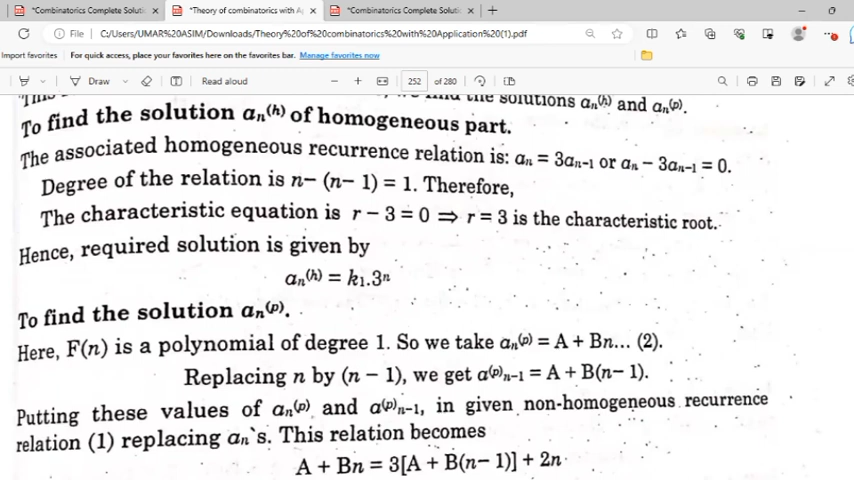 *Combinatorics Complete Solutio
*Theory of combinatorics with A
*Combinatorics Complete Solutio
File | C:/Users/UMAR%20ASIM/Downloads/Theory%20of%20combinatorics%20with%20Application%20(1).pdf
Import favorites | For quick access, place your favorites here on the favorites bar. Manage favorites now
Draw | Read aloud 252 of 280
the solutions aₙ⁽ʰ⁾ and aₙ⁽ᵖ⁾.
To find the solution aₙ⁽ʰ⁾ of homogeneous part.
The associated homogeneous recurrence relation is: aₙ = 3aₙ₋₁ or aₙ − 3aₙ₋₁ = 0.
Degree of the relation is n− (n− 1) = 1. Therefore,
The characteristic equation is r − 3 = 0 ⇒ r = 3 is the characteristic root.
Hence, required solution is given by
aₙ⁽ʰ⁾ = k₁.3ⁿ
To find the solution aₙ⁽ᵖ⁾.
Here, F(n) is a polynomial of degree 1. So we take aₙ⁽ᵖ⁾ = A + Bn... (2).
Replacing n by (n − 1), we get a⁽ᵖ⁾ₙ₋₁ = A + B(n− 1).
Putting these values of aₙ⁽ᵖ⁾ and a⁽ᵖ⁾ₙ₋₁, in given non-homogeneous recurrence
relation (1) replacing aₙ`s. This relation becomes
A + Bn = 3[A + B(n− 1)] + 2n